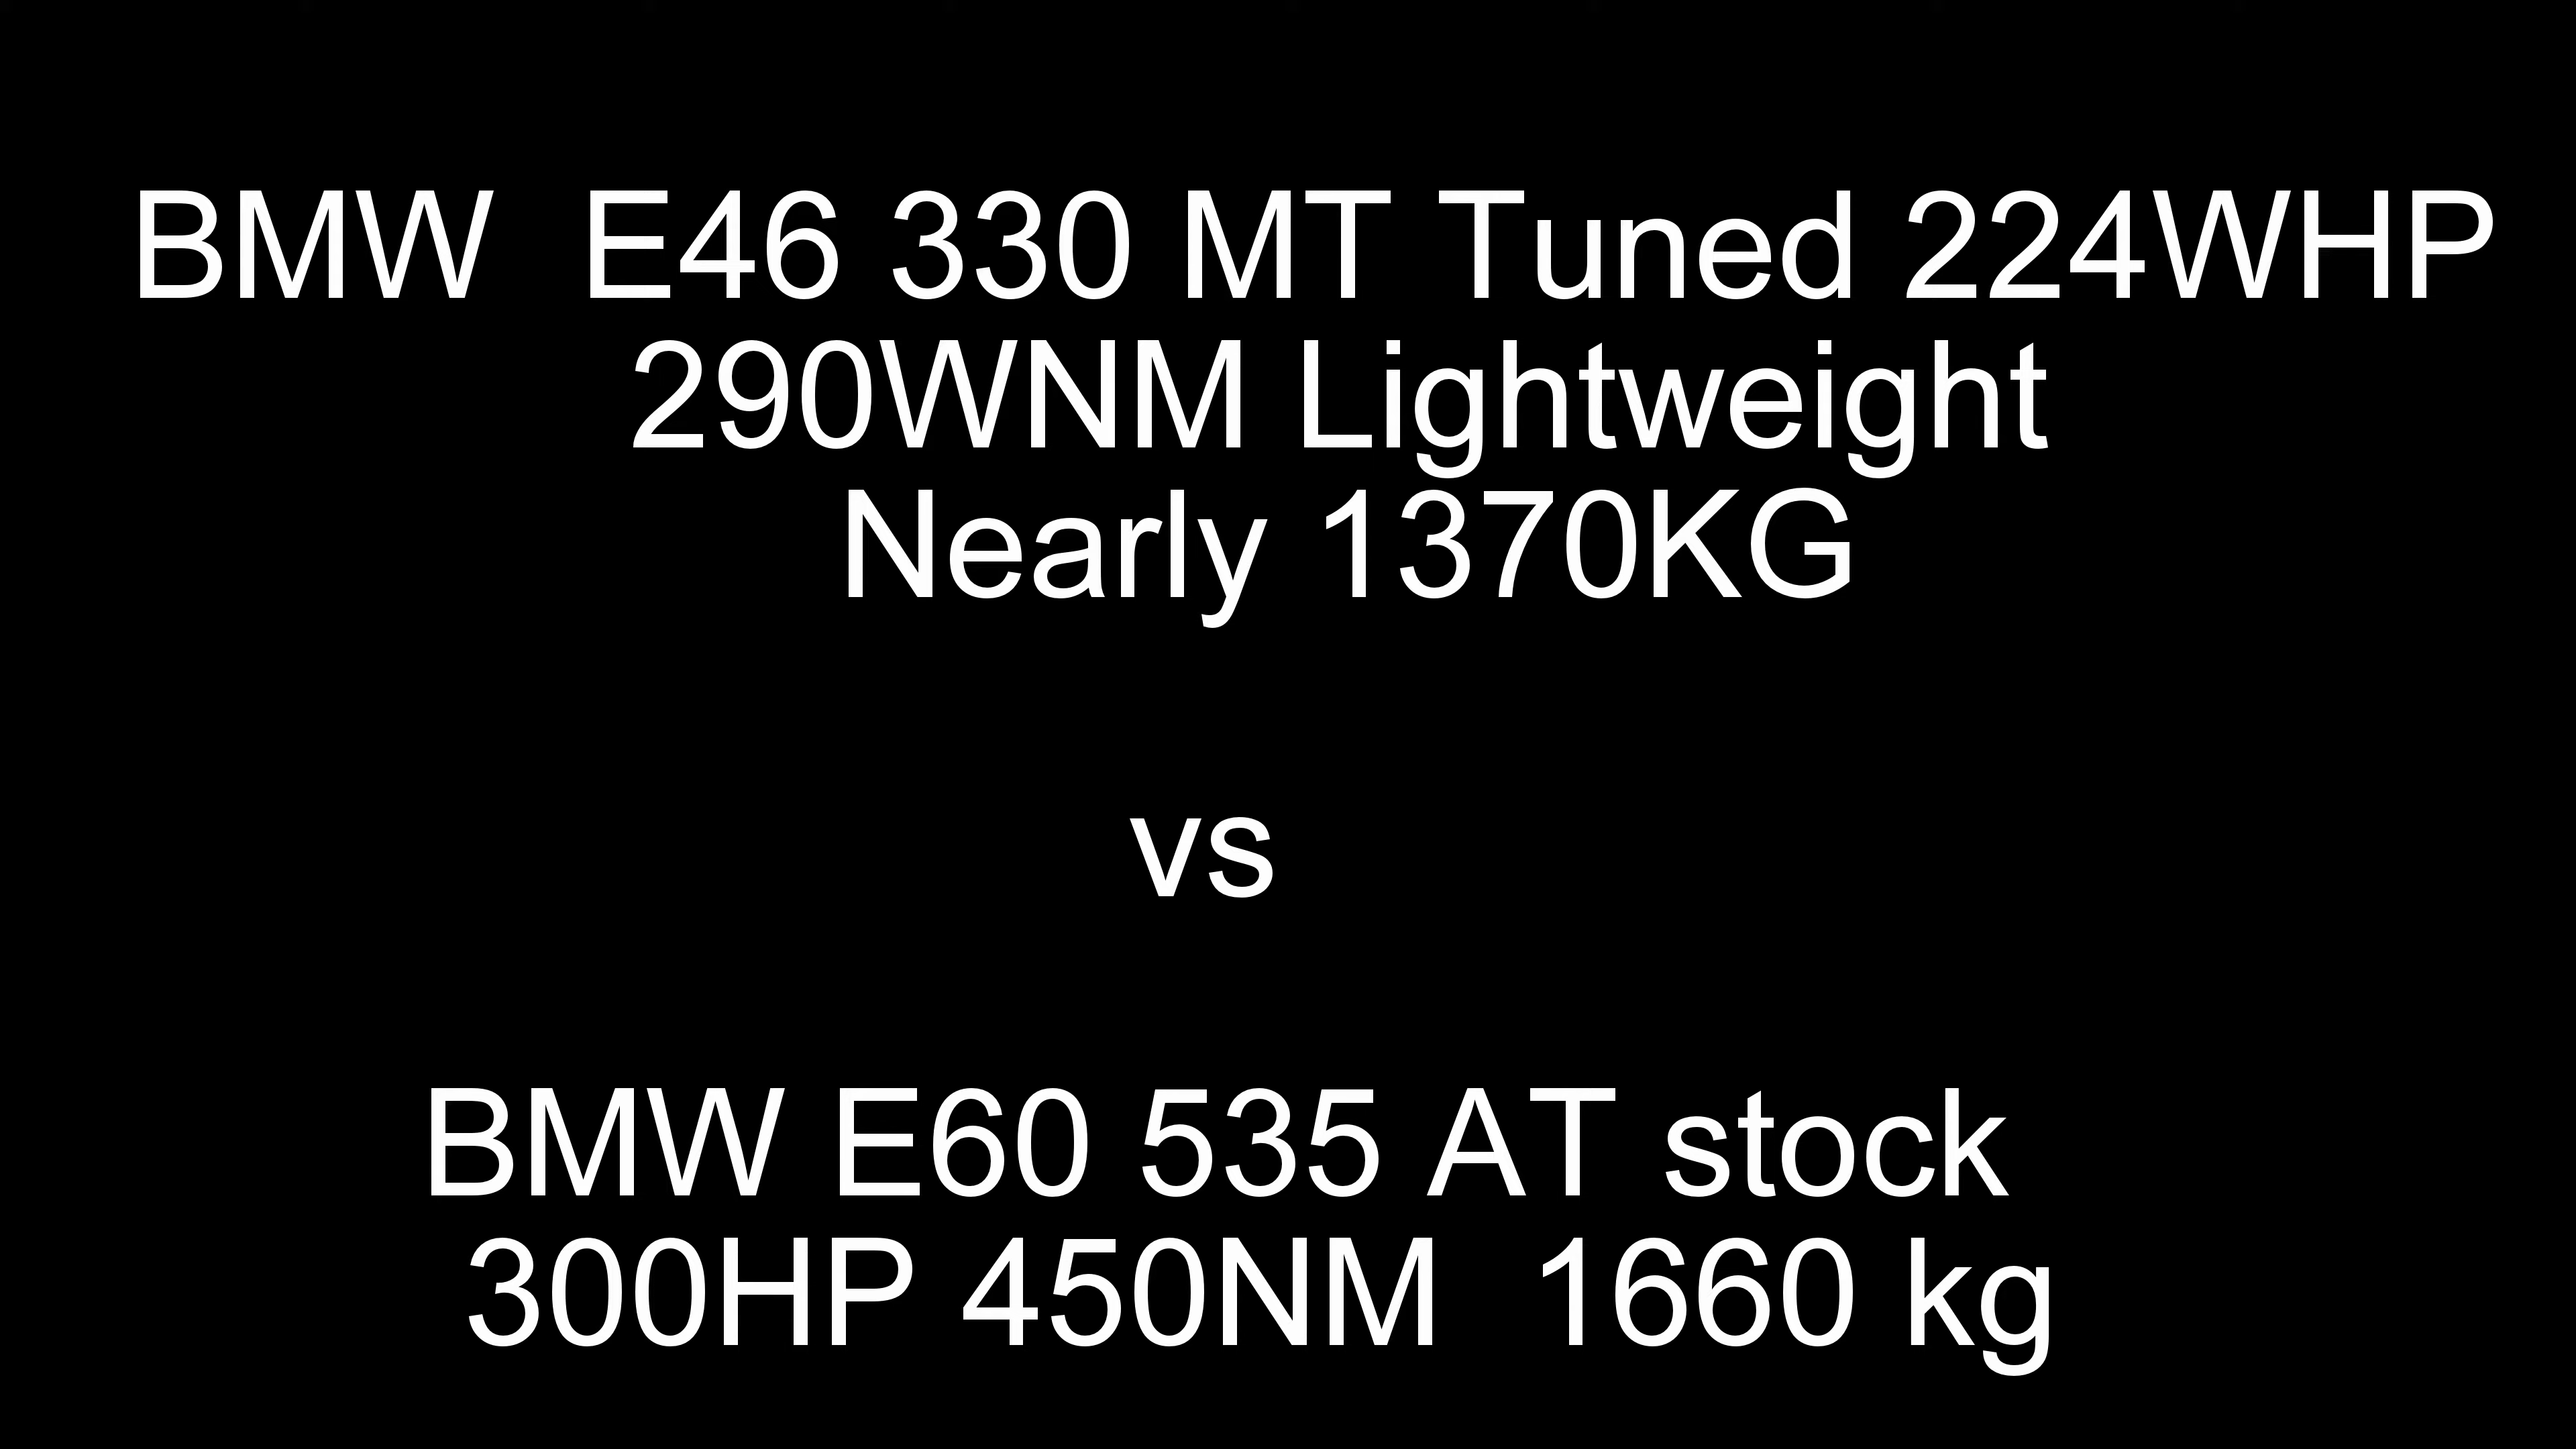 BMW  E46 330 MT Tuned 224WHP
290WNM Lightweight
Nearly 1370KG
vs
BMW E60 535 AT stock
300HP 450NM  1660 kg